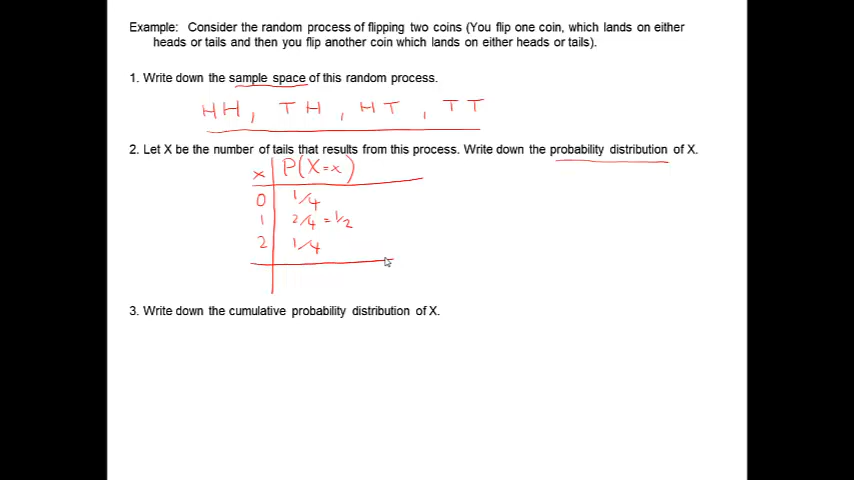 Example: Consider the random process of flipping two coins (You flip one coin, which lands on either
heads or tails and then you flip another coin which lands on either heads or tails).
1. Write down the sample space of this random process.
HH, TH, HT, TT
2. Let X be the number of tails that results from this process. Write down the probability distribution of X.
x P(X=x)
0 1/4
1 2/4 = 1/2
2 1/4
3. Write down the cumulative probability distribution of X.